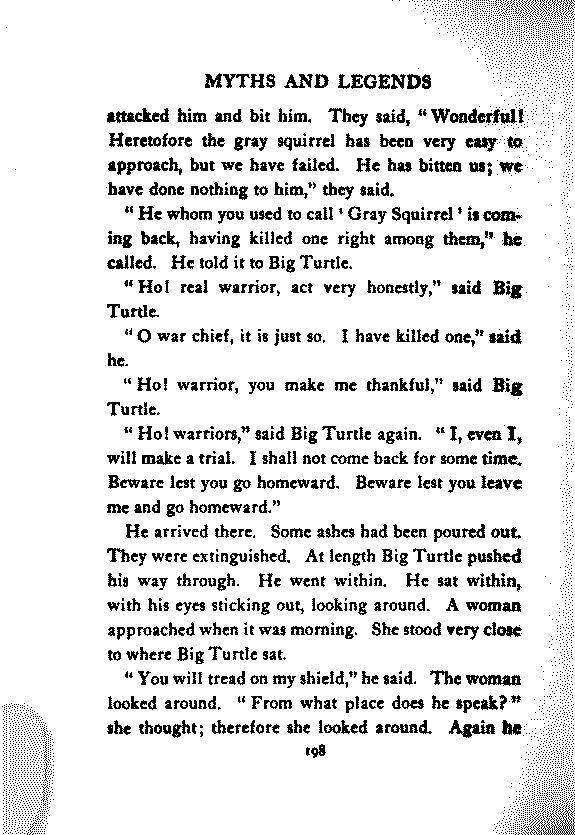 MYTHS AND LEGENDS
attacked him and bit him. They said, “Wonderful!
Heretofore the gray squirrel has been very easy to
approach, but we have failed. He has bitten us; we
have done nothing to him,” they said.
“He whom you used to call ‘Gray Squirrel’ is com-
ing back, having killed one right among them,” he
called. He told it to Big Turtle.
“Ho! real warrior, act very honestly,” said Big
Turtle.
“O war chief, it is just so. I have killed one,” said
he.
“Ho! warrior, you make me thankful,” said Big
Turtle.
“Ho! warriors,” said Big Turtle again. “I, even I,
will make a trial. I shall not come back for some time.
Beware lest you go homeward. Beware lest you leave
me and go homeward.”
He arrived there. Some ashes had been poured out.
They were extinguished. At length Big Turtle pushed
his way through. He went within. He sat within,
with his eyes sticking out, looking around. A woman
approached when it was morning. She stood very close
to where Big Turtle sat.
“You will tread on my shield,” he said. The woman
looked around. “From what place does he speak?”
she thought; therefore she looked around. Again he
198